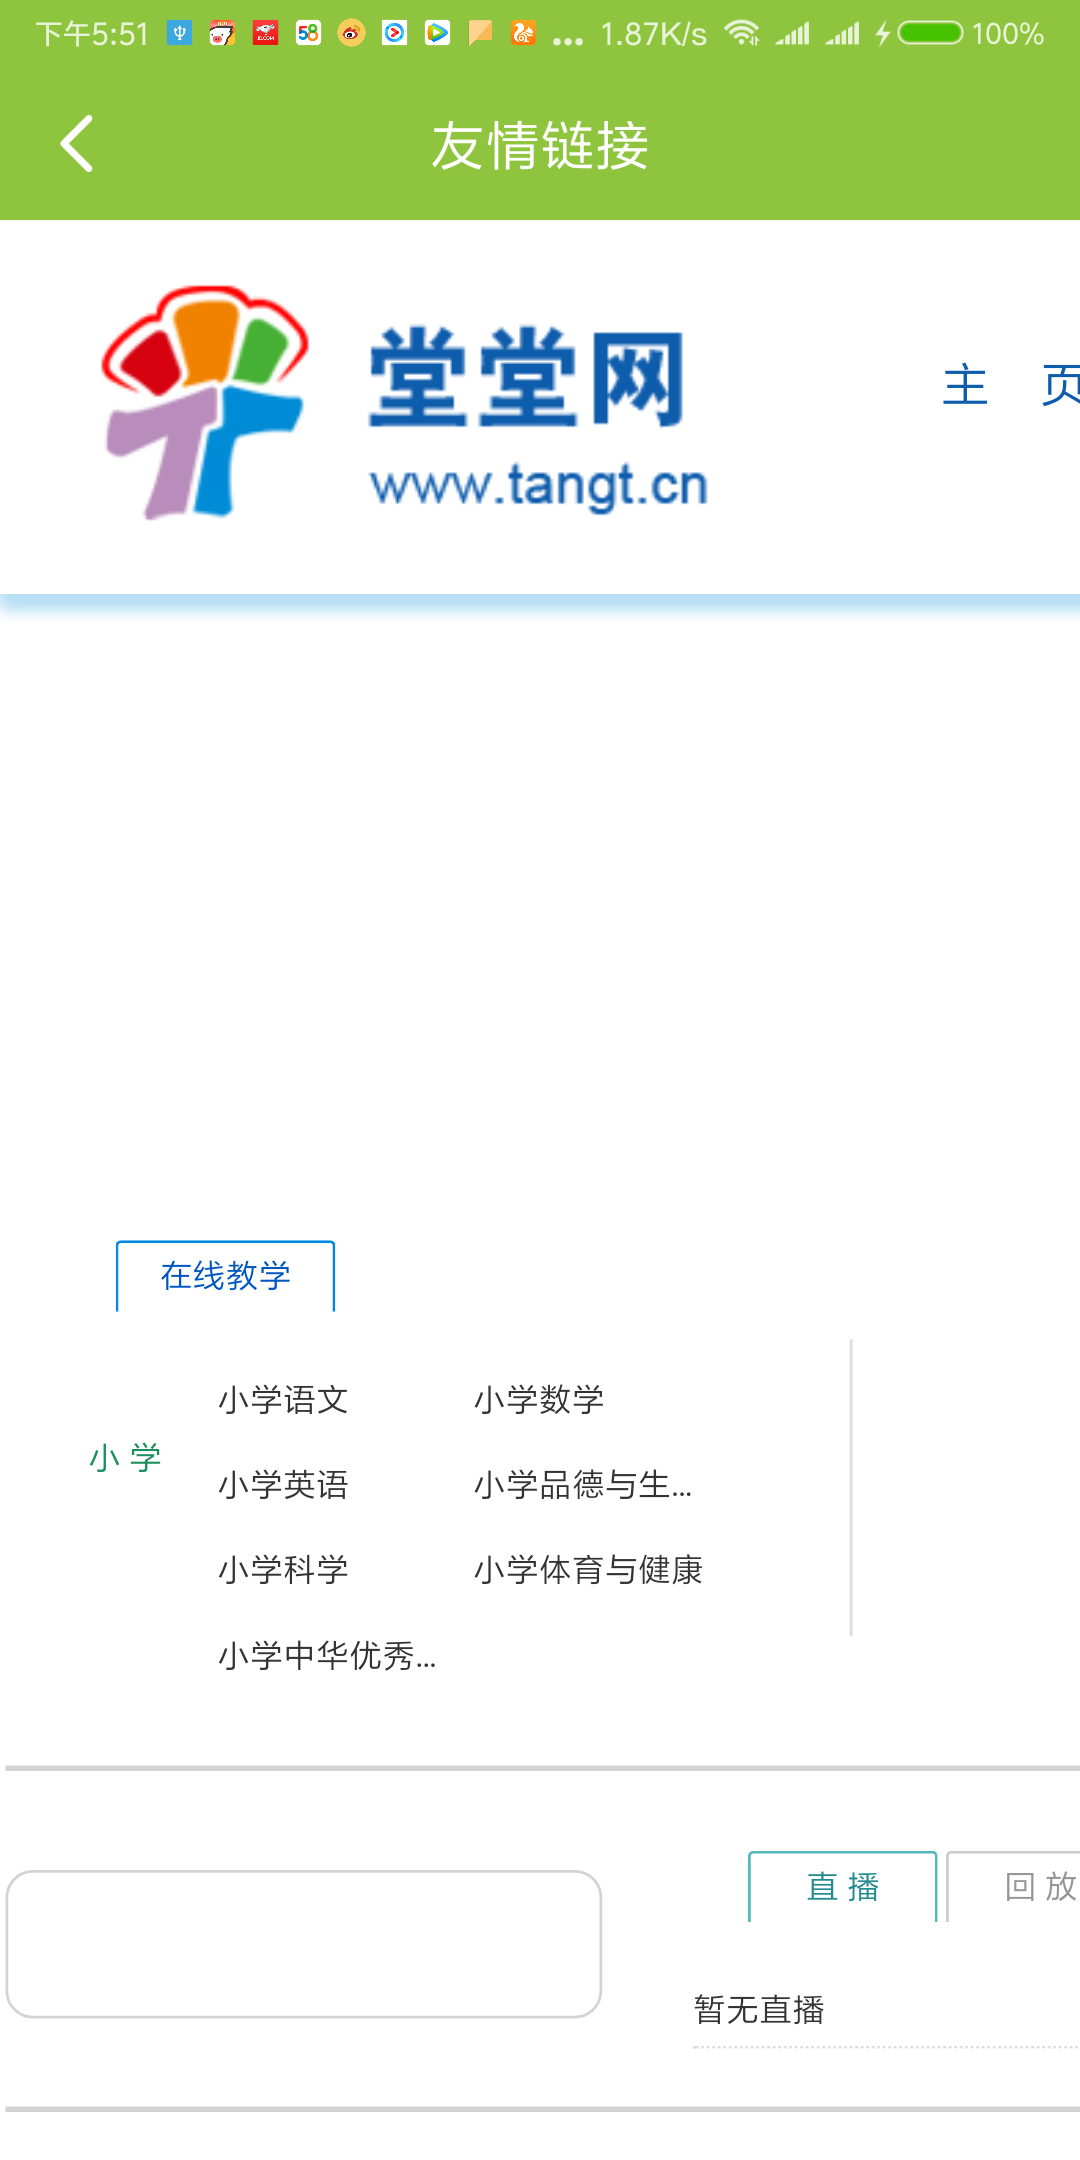 下午5:51 58 ... 1.87K/s 100%
友情链接
堂堂网
www.tangt.cn
主 页
在线教学
小学语文 小学数学
小 学
小学英语 小学品德与生...
小学科学 小学体育与健康
小学中华优秀...
直 播 回 放
暂无直播